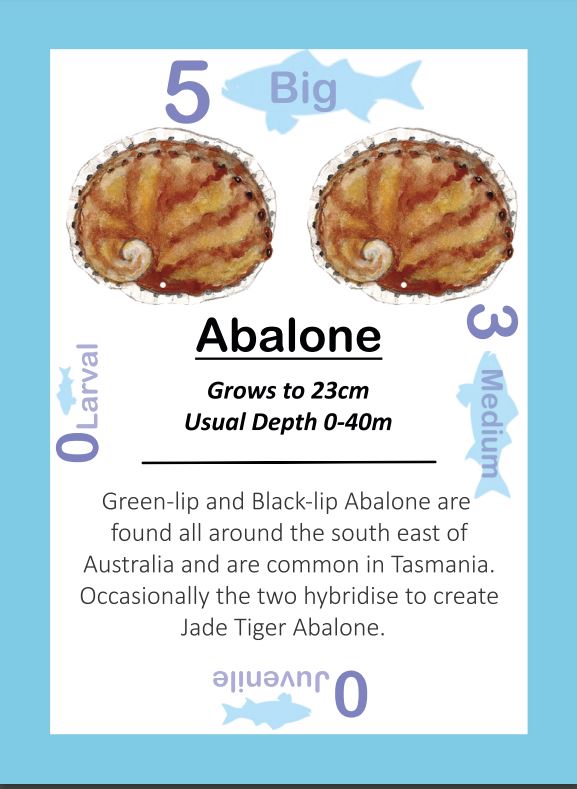 5 Big
Abalone
Grows to 23cm
Usual Depth 0-40m
3 Medium
0 Larval
Green-lip and Black-lip Abalone are
found all around the south east of
Australia and are common in Tasmania.
Occasionally the two hybridise to create
Jade Tiger Abalone.
0 Juvenile